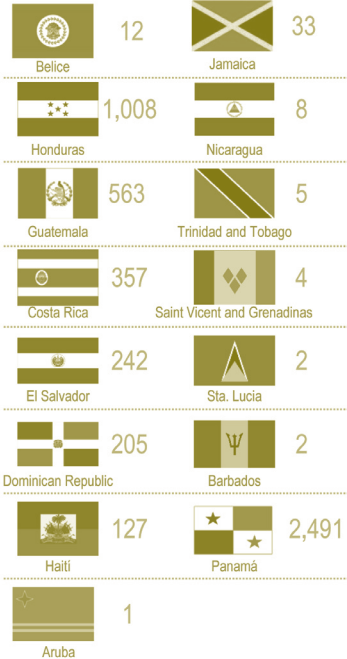 12 33
Belice Jamaica
1,008 8
Honduras Nicaragua
563 5
Guatemala Trinidad and Tobago
357 4
Costa Rica Saint Vicent and Grenadinas
242 2
El Salvador Sta. Lucia
205 2
Dominican Republic Barbados
127 2,491
Haití Panamá
1
Aruba